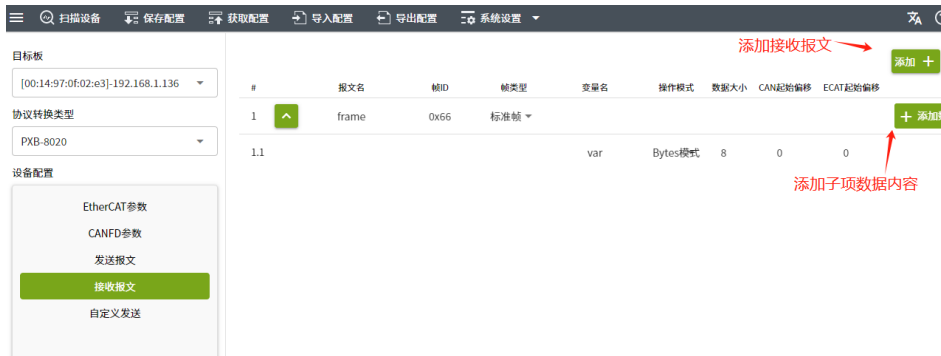 扫描设备 保存配置 获取配置 导入配置 导出配置 系统设置
添加接收报文
目标板
添加
[00:14:97:0f:02:e3]-192.168.1.136
# 报文名 帧ID 帧类型 变量名 操作模式 数据大小 CAN起始偏移 ECAT起始偏移
协议转换类型
1 frame 0x66 标准帧 添加
PXB-8020
1.1 var Bytes模式 8 0 0
设备配置
添加子项数据内容
EtherCAT参数
CANFD参数
发送报文
接收报文
自定义发送